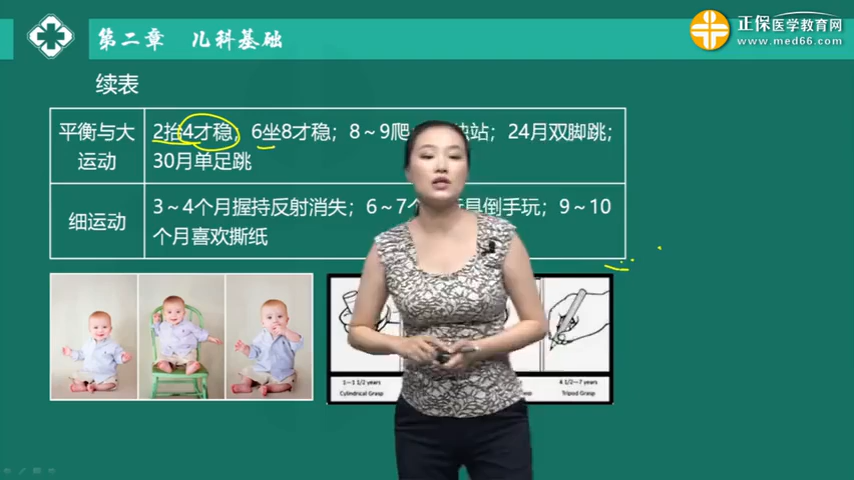 第二章 儿科基础
正保医学教育网
www.med66.com
续表
平衡与大
运动
2抬4才稳；6坐8才稳；8～9爬 站；24月双脚跳；
30月单足跳
细运动
3～4个月握持反射消失；6～7个 具倒手玩；9～10
个月喜欢撕纸
1—1 1/2 years
Cylindrical Grasp
4 1/2—7 years
Tripod Grasp